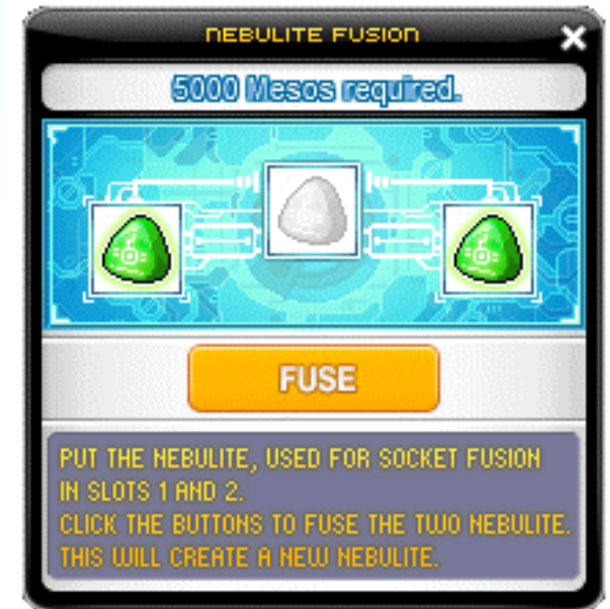 NEBULITE FUSION
5000 Mesos required.
FUSE
PUT THE NEBULITE, USED FOR SOCKET FUSION
IN SLOTS 1 AND 2.
CLICK THE BUTTONS TO FUSE THE TWO NEBULITE.
THIS WILL CREATE A NEW NEBULITE.